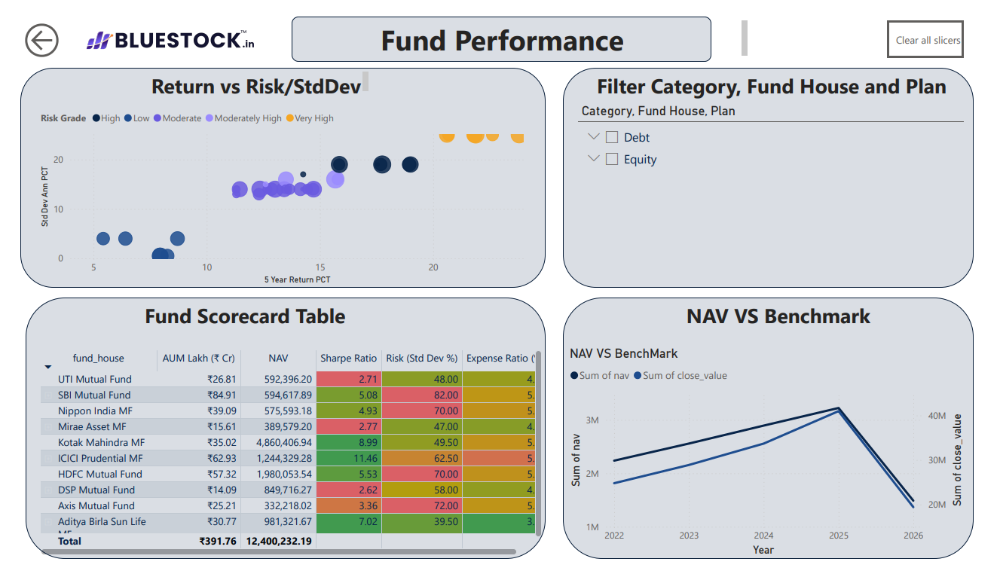 BLUESTOCK™.in
Fund Performance
Clear all slicers
Return vs Risk/StdDev
Risk Grade High Low Moderate Moderately High Very High
Std Dev Ann PCT
20
10
0
5 10 15 20
5 Year Return PCT
Filter Category, Fund House and Plan
Category, Fund House, Plan
Debt
Equity
Fund Scorecard Table
fund_house AUM Lakh (₹ Cr) NAV Sharpe Ratio Risk (Std Dev %) Expense Ratio (
UTI Mutual Fund ₹26.81 592,396.20 2.71 48.00 4.
SBI Mutual Fund ₹84.91 594,617.89 5.08 82.00 5.
Nippon India MF ₹39.09 575,593.18 4.93 70.00 5.
Mirae Asset MF ₹15.61 389,579.20 2.77 47.00 4.
Kotak Mahindra MF ₹35.02 4,860,406.94 8.99 49.50 5.
ICICI Prudential MF ₹62.93 1,244,329.28 11.46 62.50 5.
HDFC Mutual Fund ₹57.32 1,980,053.54 5.53 70.00 5.
DSP Mutual Fund ₹14.09 849,716.27 2.62 58.00 4.
Axis Mutual Fund ₹25.21 332,218.02 3.36 72.00 5.
Aditya Birla Sun Life ₹30.77 981,321.67 7.02 39.50 3.
Total ₹391.76 12,400,232.19
NAV VS Benchmark
NAV VS BenchMark
Sum of nav Sum of close_value
Sum of nav
3M
2M
1M
40M
30M
20M
Sum of close_value
2022 2023 2024 2025 2026
Year